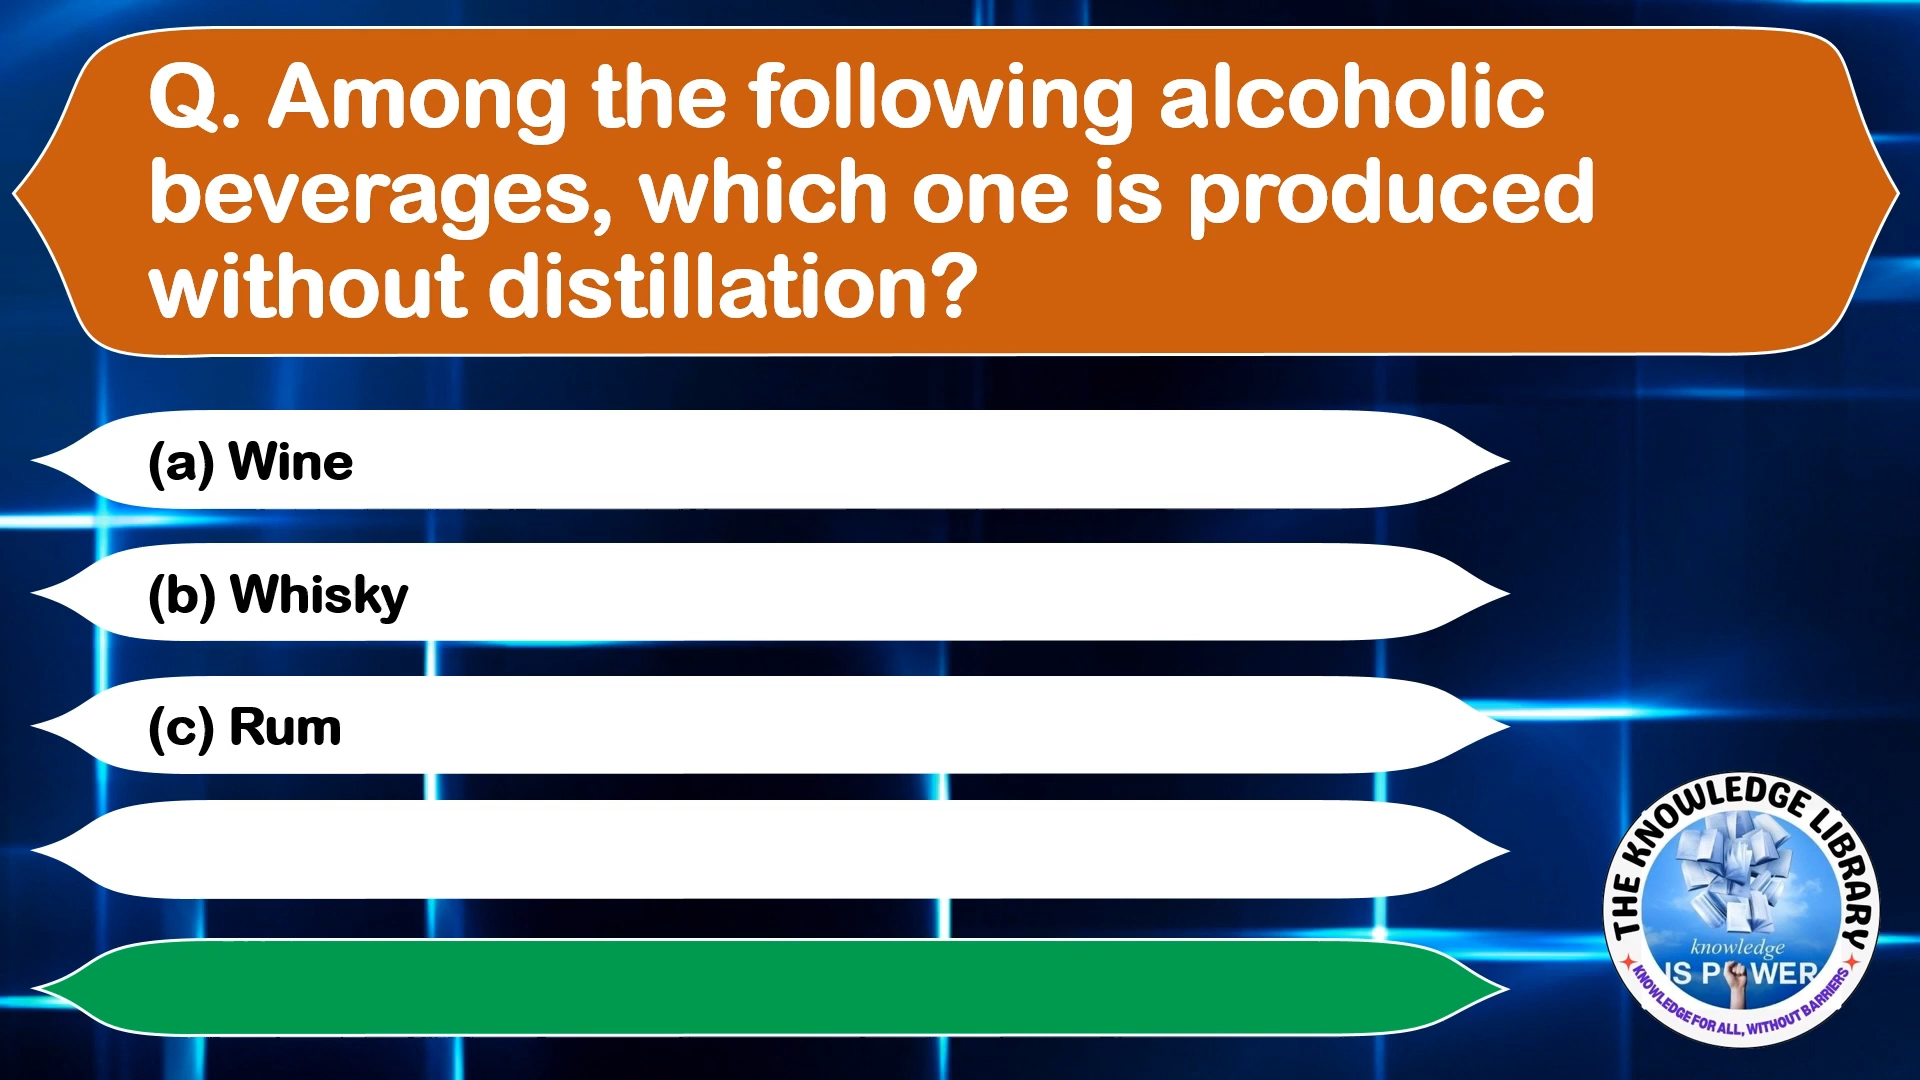 Q. Among the following alcoholic
beverages, which one is produced
without distillation?
(a) Wine
(b) Whisky
(c) Rum
THE KNOWLEDGE LIBRARY
knowledge
IS POWER
KNOWLEDGE FOR ALL, WITHOUT BARRIERS